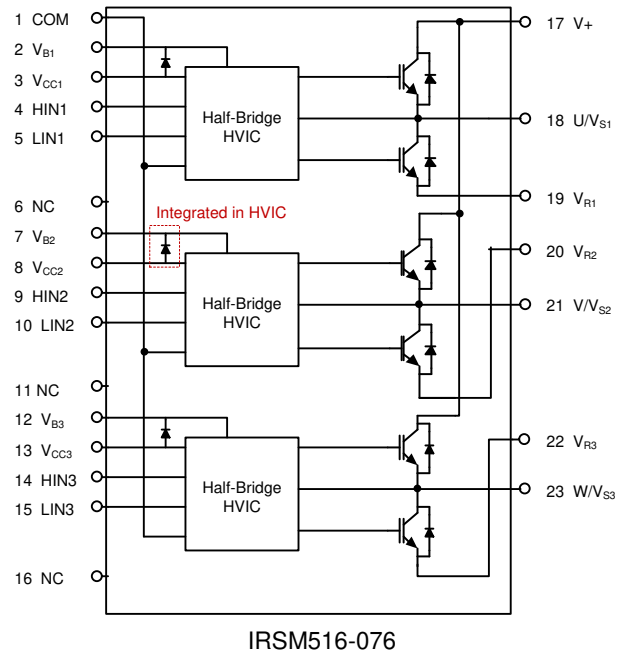 1 COM
2 VB1
3 VCC1
4 HIN1
5 LIN1
6 NC
7 VB2
8 VCC2
9 HIN2
10 LIN2
11 NC
12 VB3
13 VCC3
14 HIN3
15 LIN3
16 NC
Half-Bridge
HVIC
Integrated in HVIC
Half-Bridge
HVIC
Half-Bridge
HVIC
17 V+
18 U/VS1
19 VR1
20 VR2
21 V/VS2
22 VR3
23 W/VS3
IRSM516-076